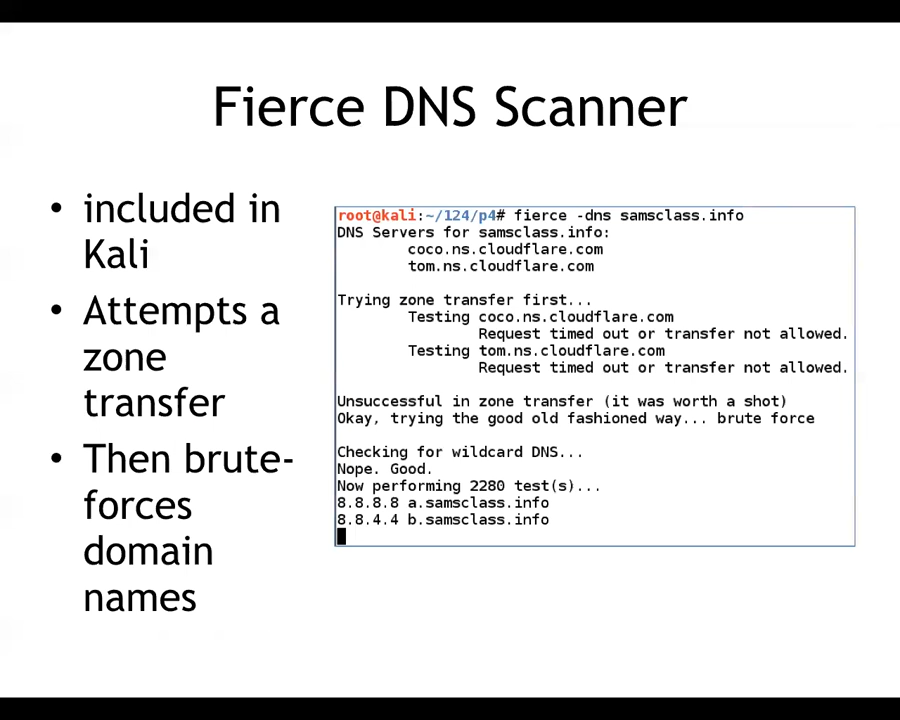 Fierce DNS Scanner
• included in
Kali
• Attempts a
zone
transfer
• Then brute-
forces
domain
names
root@kali:~/124/p4# fierce -dns samsclass.info
DNS Servers for samsclass.info:
coco.ns.cloudflare.com
tom.ns.cloudflare.com
Trying zone transfer first...
Testing coco.ns.cloudflare.com
Request timed out or transfer not allowed.
Testing tom.ns.cloudflare.com
Request timed out or transfer not allowed.
Unsuccessful in zone transfer (it was worth a shot)
Okay, trying the good old fashioned way... brute force
Checking for wildcard DNS...
Nope. Good.
Now performing 2280 test(s)...
8.8.8.8 a.samsclass.info
8.8.4.4 b.samsclass.info